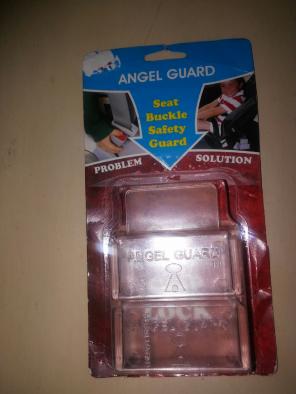 ANGEL GUARD
Seat
Buckle
Safety
Guard
PROBLEM
SOLUTION
ANGEL GUARD
LOCK